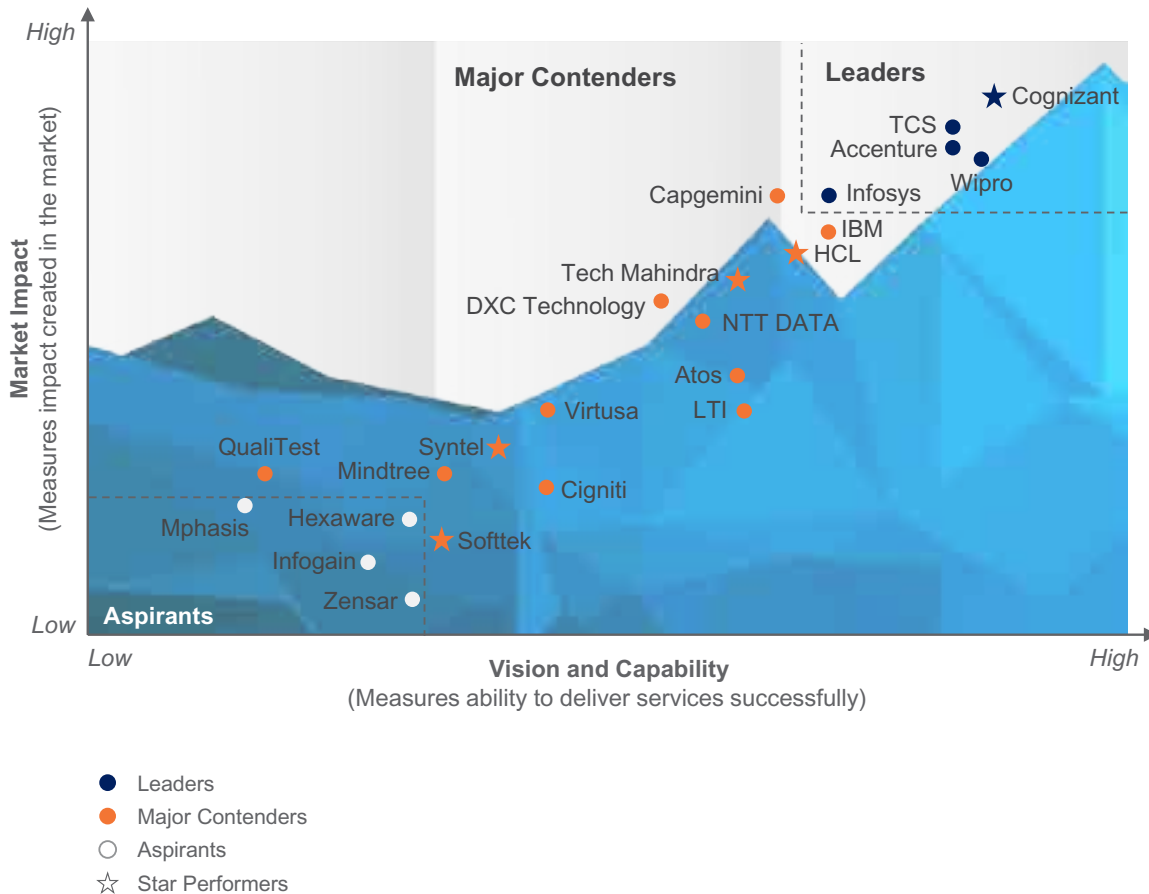 High
Major Contenders
Leaders
Cognizant
TCS
Accenture
Wipro
Capgemini
Infosys
IBM
HCL
Tech Mahindra
DXC Technology
NTT DATA
Atos
Virtusa
LTI
QualiTest
Syntel
Mindtree
Cigniti
Mphasis
Hexaware
Softtek
Infogain
Zensar
Aspirants
Market Impact
(Measures impact created in the market)
Low
Low
High
Vision and Capability
(Measures ability to deliver services successfully)
Leaders
Major Contenders
Aspirants
Star Performers